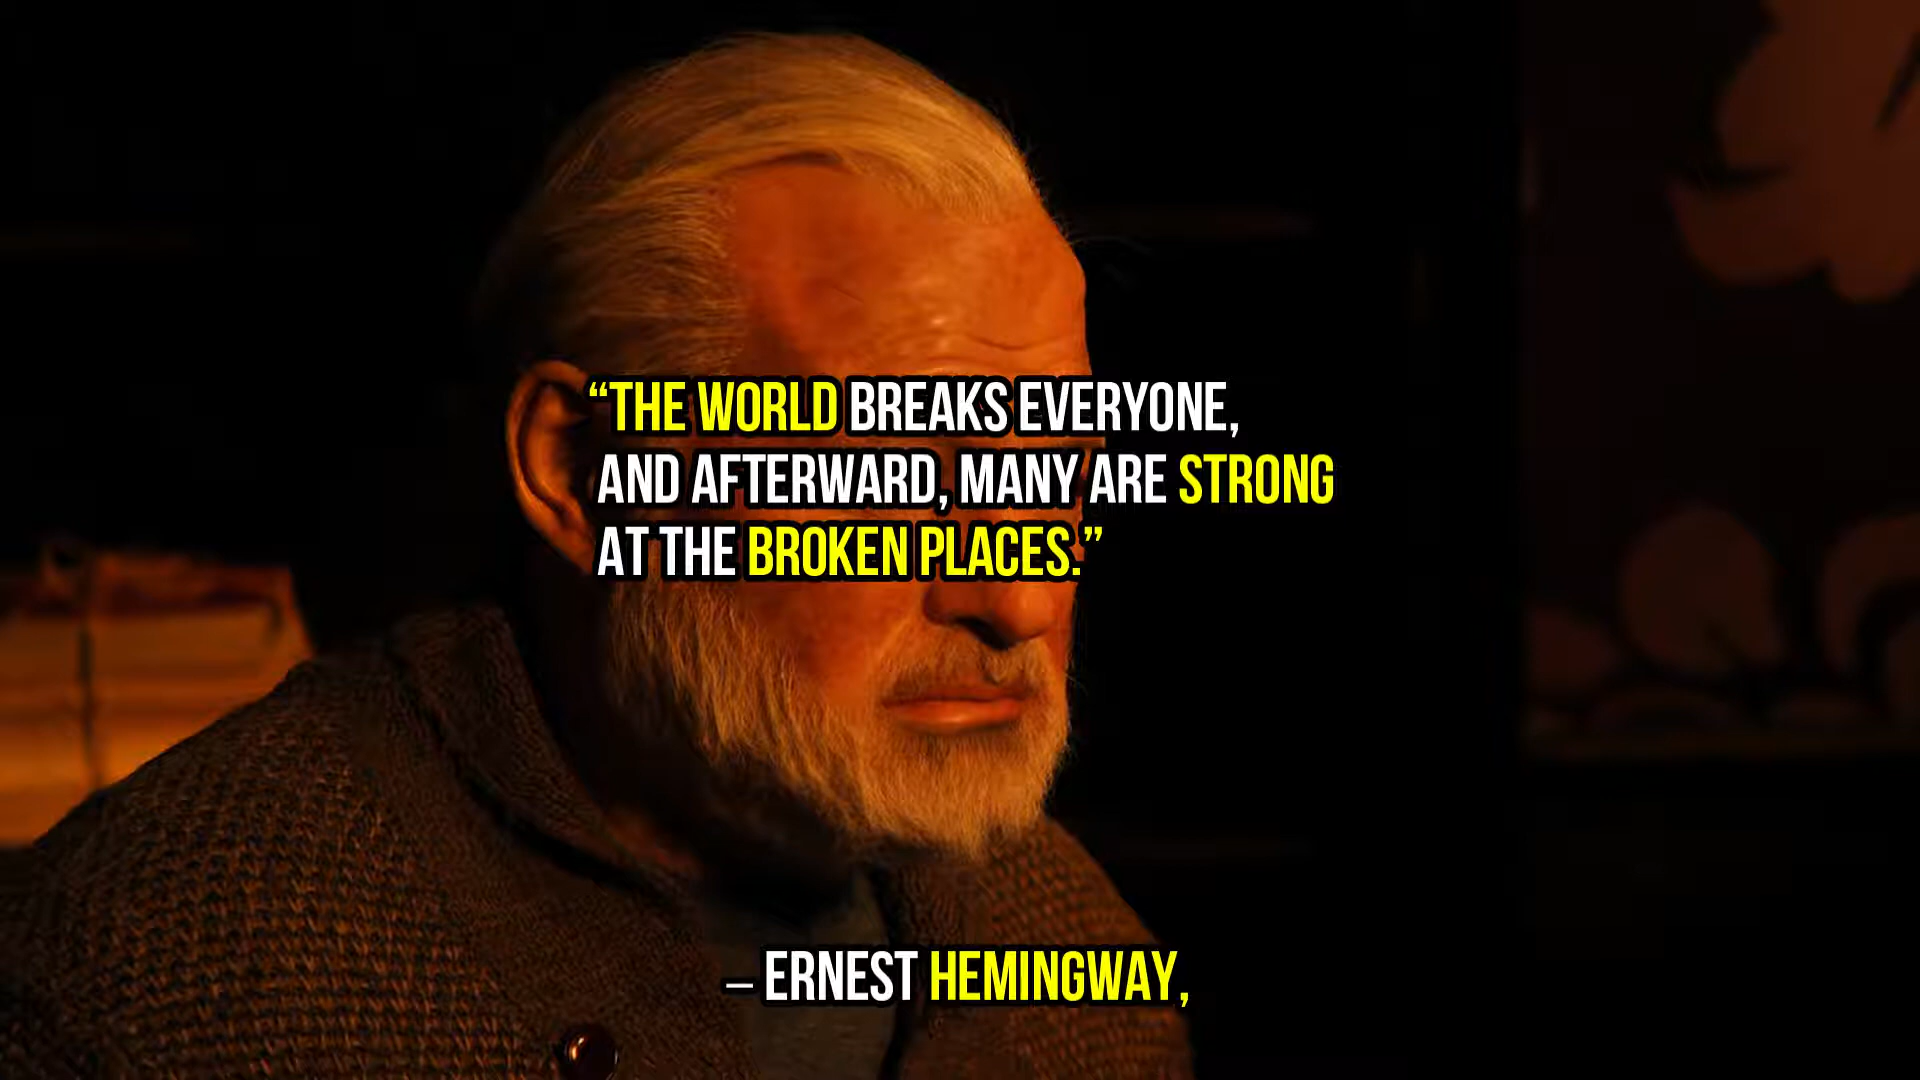 “THE WORLD BREAKS EVERYONE,
AND AFTERWARD, MANY ARE STRONG
AT THE BROKEN PLACES.”
– ERNEST HEMINGWAY,